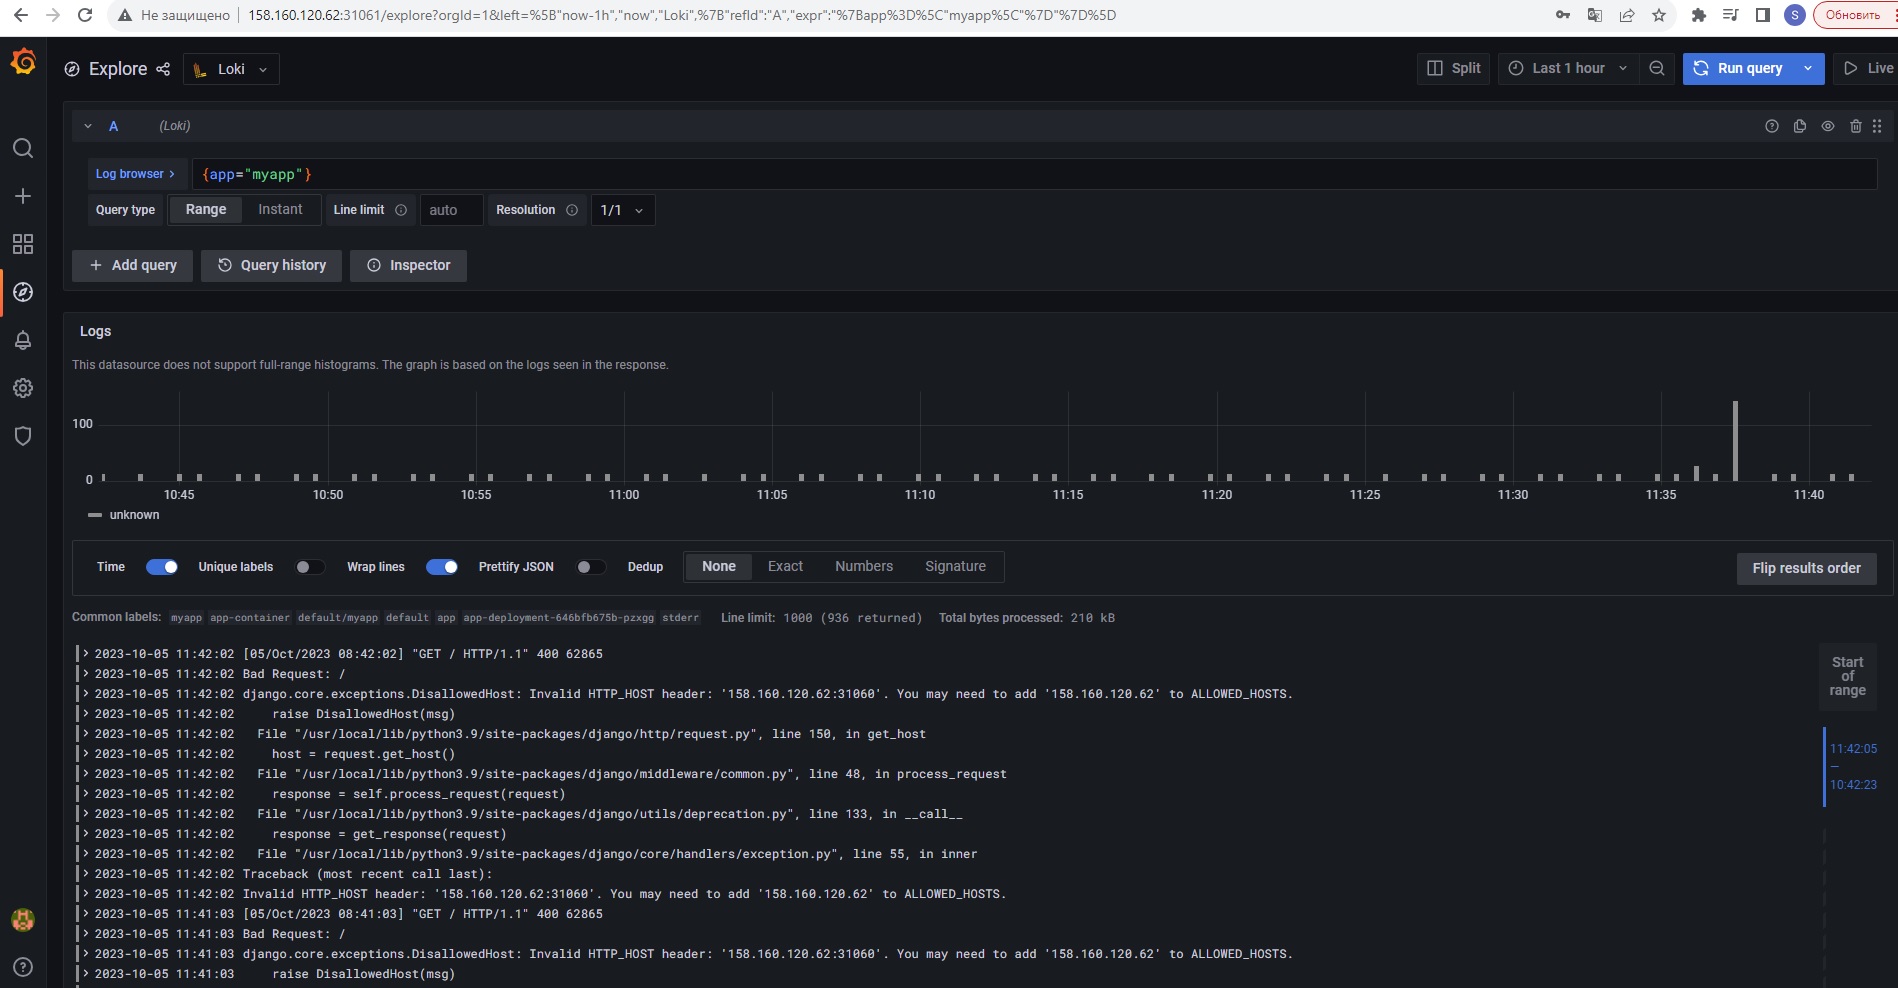 Не защищено 158.160.120.62:31061/explore?orgId=1&left=%5B"now-1h","now","Loki",%7B"refId":"A","expr":"%7Bapp%3D%5C"myapp%5C"%7D"%7D%5D S Обновить
Explore Loki Split Last 1 hour Run query Live
A (Loki)
Log browser > {app="myapp"}
Query type Range Instant Line limit auto Resolution 1/1
+ Add query Query history Inspector
Logs
This datasource does not support full-range histograms. The graph is based on the logs seen in the response.
100
0
10:45 10:50 10:55 11:00 11:05 11:10 11:15 11:20 11:25 11:30 11:35 11:40
unknown
Time Unique labels Wrap lines Prettify JSON Dedup None Exact Numbers Signature Flip results order
Common labels: myapp app-container default/myapp default app app-deployment-646bfb675b-pzxgg stderr Line limit: 1000 (936 returned) Total bytes processed: 210 kB
> 2023-10-05 11:42:02 [05/Oct/2023 08:42:02] "GET / HTTP/1.1" 400 62865
> 2023-10-05 11:42:02 Bad Request: /
> 2023-10-05 11:42:02 django.core.exceptions.DisallowedHost: Invalid HTTP_HOST header: '158.160.120.62:31060'. You may need to add '158.160.120.62' to ALLOWED_HOSTS.
> 2023-10-05 11:42:02 raise DisallowedHost(msg)
> 2023-10-05 11:42:02 File "/usr/local/lib/python3.9/site-packages/django/http/request.py", line 150, in get_host
> 2023-10-05 11:42:02 host = request.get_host()
> 2023-10-05 11:42:02 File "/usr/local/lib/python3.9/site-packages/django/middleware/common.py", line 48, in process_request
> 2023-10-05 11:42:02 response = self.process_request(request)
> 2023-10-05 11:42:02 File "/usr/local/lib/python3.9/site-packages/django/utils/deprecation.py", line 133, in __call__
> 2023-10-05 11:42:02 response = get_response(request)
> 2023-10-05 11:42:02 File "/usr/local/lib/python3.9/site-packages/django/core/handlers/exception.py", line 55, in inner
> 2023-10-05 11:42:02 Traceback (most recent call last):
> 2023-10-05 11:42:02 Invalid HTTP_HOST header: '158.160.120.62:31060'. You may need to add '158.160.120.62' to ALLOWED_HOSTS.
> 2023-10-05 11:41:03 [05/Oct/2023 08:41:03] "GET / HTTP/1.1" 400 62865
> 2023-10-05 11:41:03 Bad Request: /
> 2023-10-05 11:41:03 django.core.exceptions.DisallowedHost: Invalid HTTP_HOST header: '158.160.120.62:31060'. You may need to add '158.160.120.62' to ALLOWED_HOSTS.
> 2023-10-05 11:41:03 raise DisallowedHost(msg)
Start
of
range
11:42:05
—
10:42:23